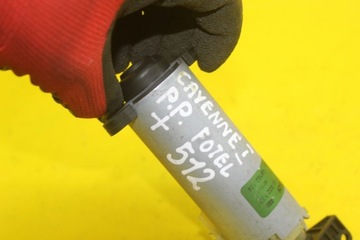 CAYENNE I
P.P. FOTEL
+ 512